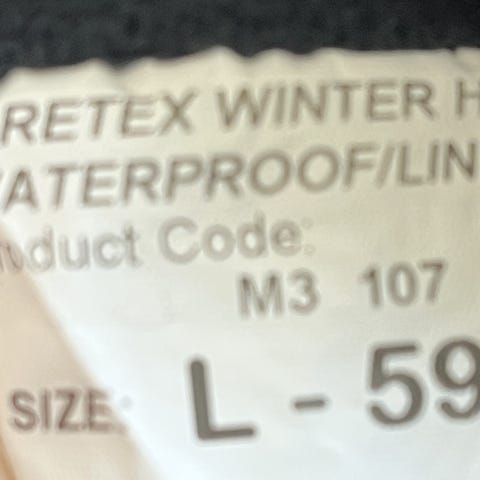 RETEX WINTER H
ATERPROOF/LIN
duct Code:
M3 107
SIZE: L - 59